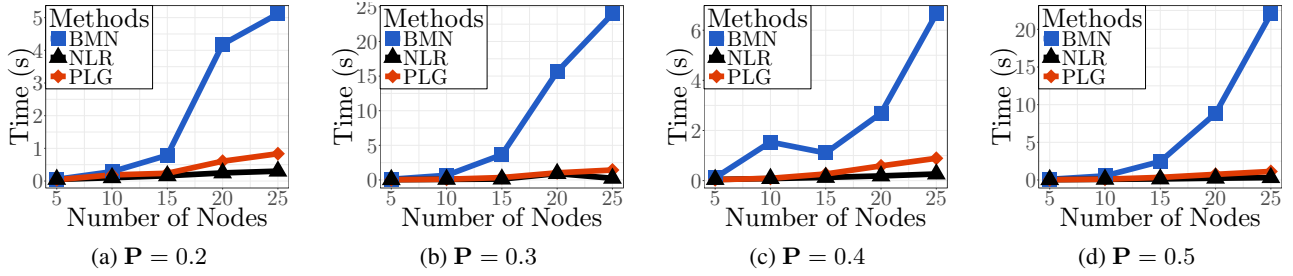 Methods
BMN
NLR
PLG
Time (s)
5
4
3
2
1
0
5 10 15 20 25
Number of Nodes
(a) P = 0.2
Methods
BMN
NLR
PLG
Time (s)
25
20
15
10
5
0
5 10 15 20 25
Number of Nodes
(b) P = 0.3
Methods
BMN
NLR
PLG
Time (s)
6
4
2
0
5 10 15 20 25
Number of Nodes
(c) P = 0.4
Methods
BMN
NLR
PLG
Time (s)
20
15
10
5
0
5 10 15 20 25
Number of Nodes
(d) P = 0.5